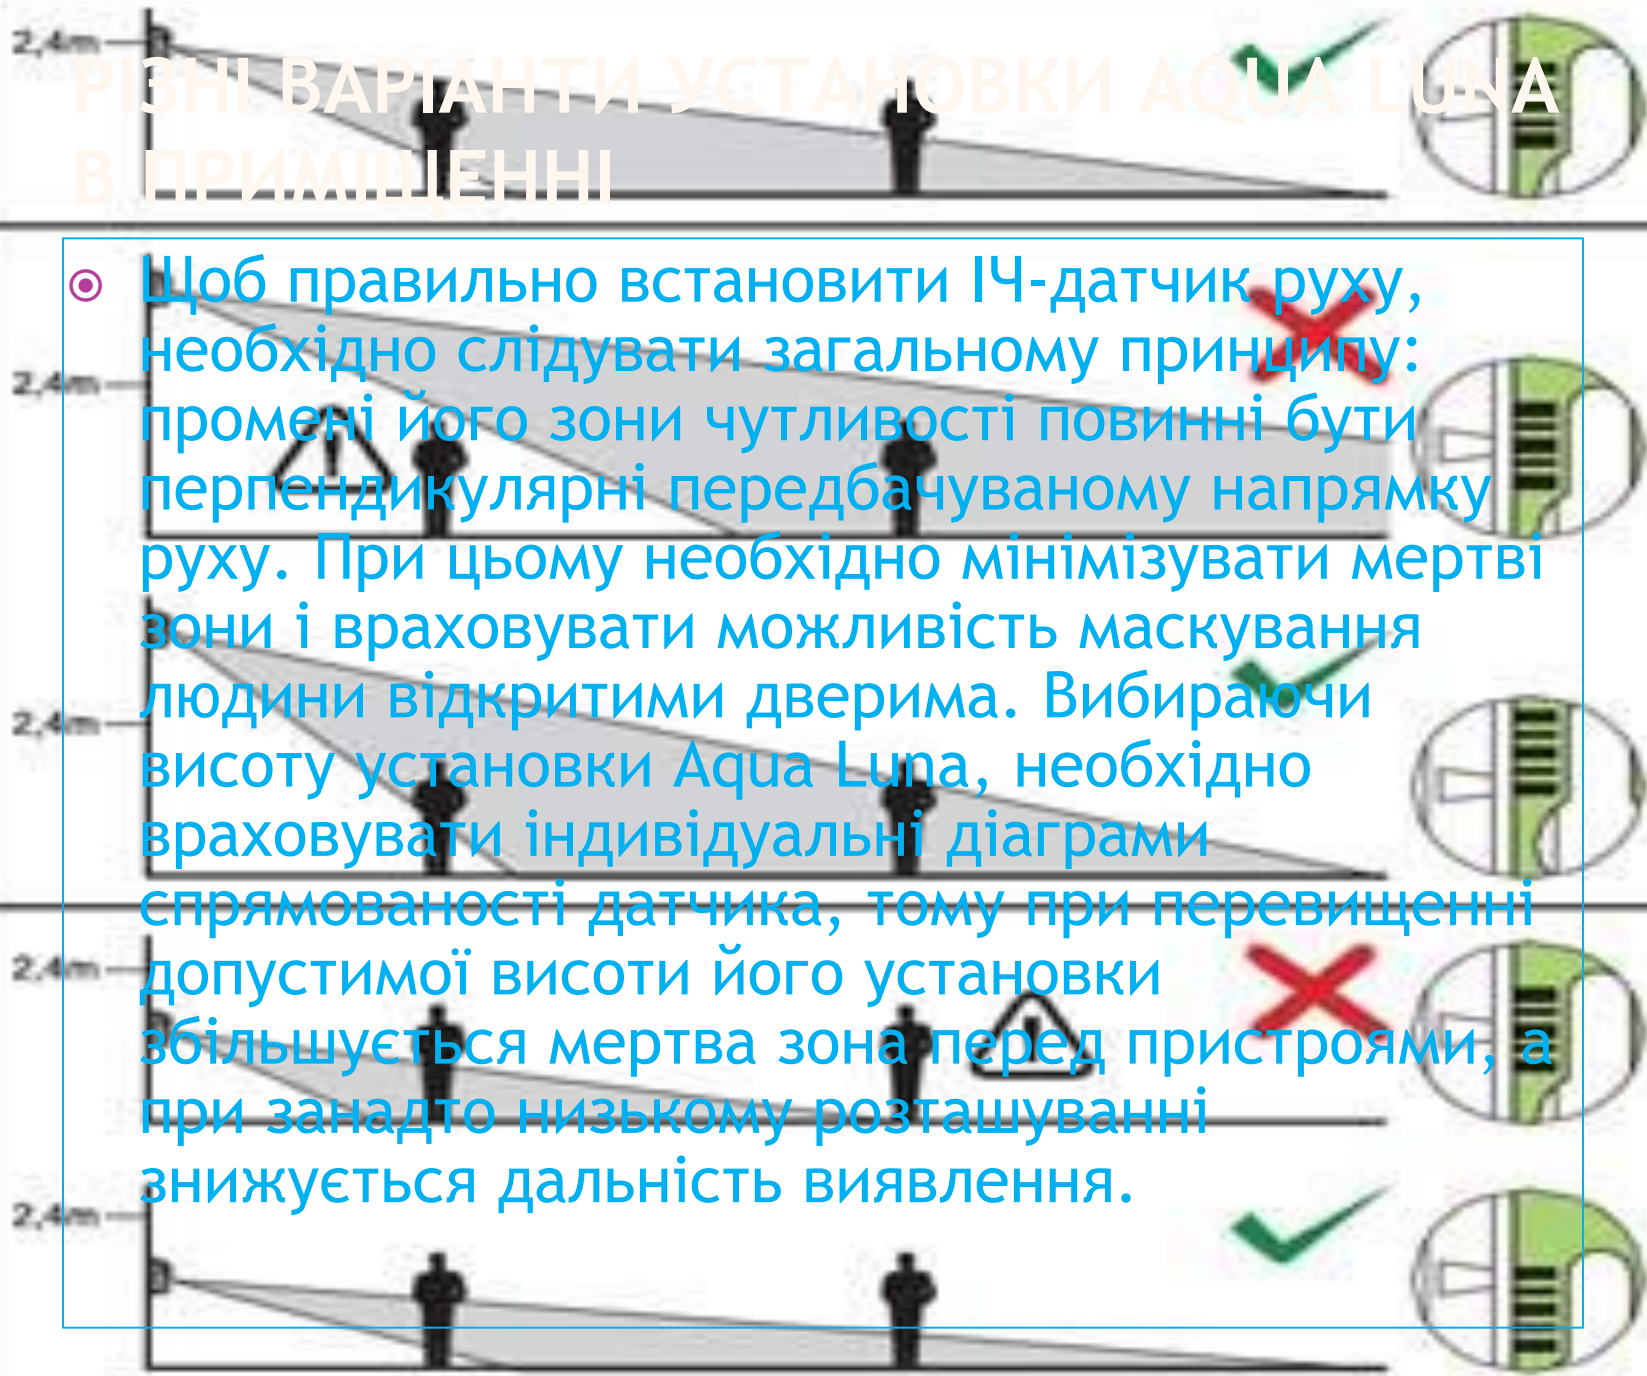 2,4m
РІЗНІ ВАРІАНТИ УСТАНОВКИ AQUA LUNA
В ПРИМІЩЕННІ
Щоб правильно встановити ІЧ-датчик руху,
необхідно слідувати загальному принципу:
2,4m
промені його зони чутливості повинні бути
перпендикулярні передбачуваному напрямку
руху. При цьому необхідно мінімізувати мертві
зони і враховувати можливість маскування
людини відкритими дверима. Вибираючи
2,4m
висоту установки Aqua Luna, необхідно
враховувати індивідуальні діаграми
спрямованості датчика, тому при перевищенні
2,4m
допустимої висоти його установки
збільшується мертва зона перед пристроями, а
при занадто низькому розташуванні
знижується дальність виявлення.
2,4m